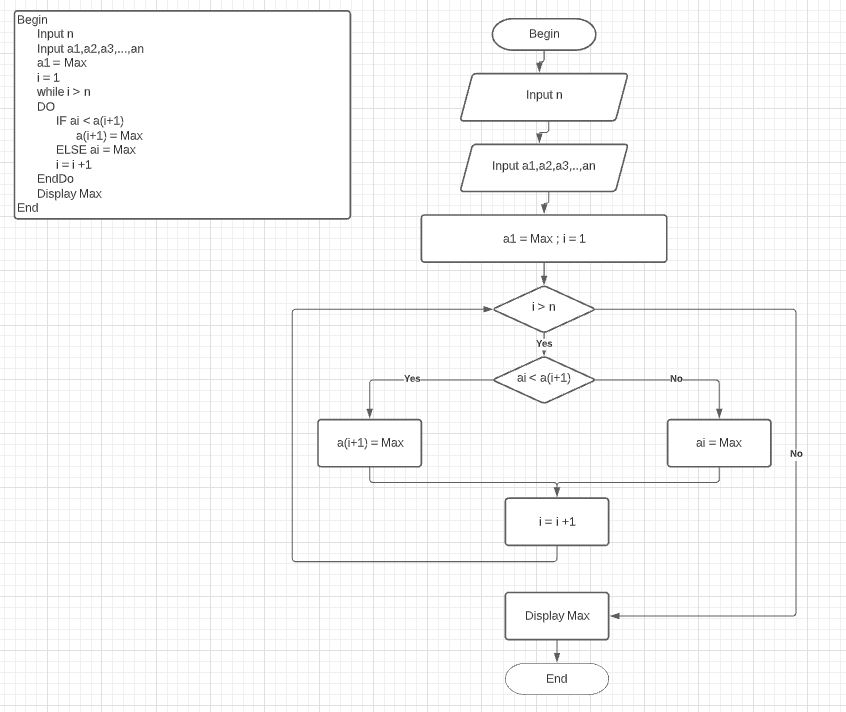 Begin
Input n
Input a1,a2,a3,...,an
a1 = Max
i = 1
while i > n
DO
IF ai < a(i+1)
a(i+1) = Max
ELSE ai = Max
i = i +1
EndDo
Display Max
End
Begin
Input n
Input a1,a2,a3,..,an
a1 = Max ; i = 1
i > n
Yes
ai < a(i+1)
Yes
No
a(i+1) = Max
ai = Max
No
i = i +1
Display Max
End